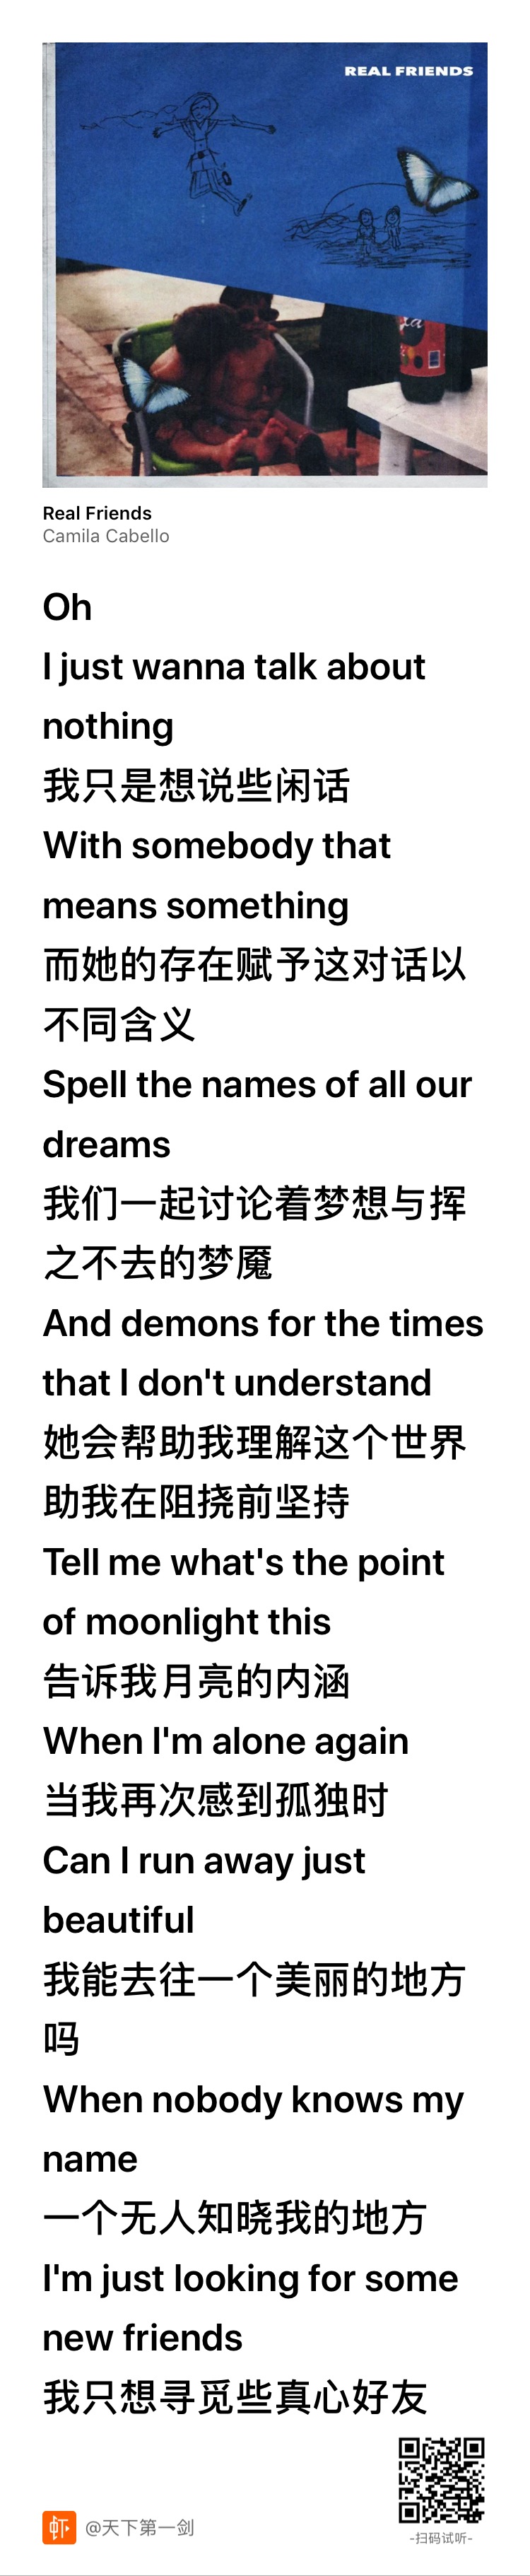 REAL FRIENDS
Real Friends
Camila Cabello
Oh
I just wanna talk about
nothing
我只是想说些闲话
With somebody that
means something
而她的存在赋予这对话以
不同含义
Spell the names of all our
dreams
我们一起讨论着梦想与挥
之不去的梦魇
And demons for the times
that I don't understand
她会帮助我理解这个世界
助我在阻挠前坚持
Tell me what's the point
of moonlight this
告诉我月亮的内涵
When I'm alone again
当我再次感到孤独时
Can I run away just
beautiful
我能去往一个美丽的地方
吗
When nobody knows my
name
一个无人知晓我的地方
I'm just looking for some
new friends
我只想寻觅些真心好友
虾
@天下第一剑
-扫码试听-